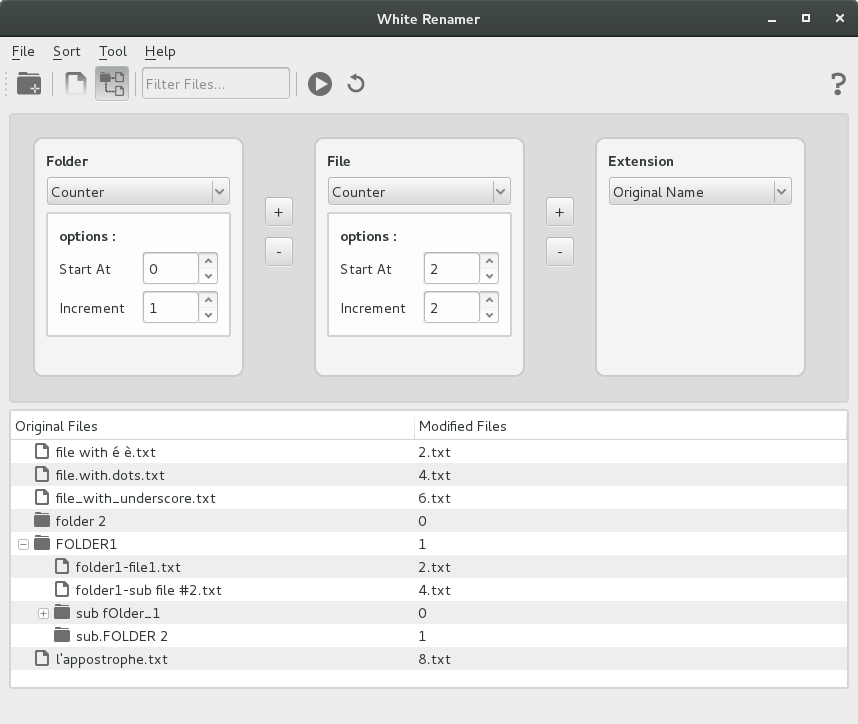 White Renamer
File Sort Tool Help
Filter Files...
?
Folder
Counter
options :
Start At 0
Increment 1
+
-
File
Counter
options :
Start At 2
Increment 2
+
-
Extension
Original Name
Original Files Modified Files
file with é è.txt 2.txt
file.with.dots.txt 4.txt
file_with_underscore.txt 6.txt
folder 2 0
FOLDER1 1
folder1-file1.txt 2.txt
folder1-sub file #2.txt 4.txt
sub fOlder_1 0
sub.FOLDER 2 1
l'appostrophe.txt 8.txt